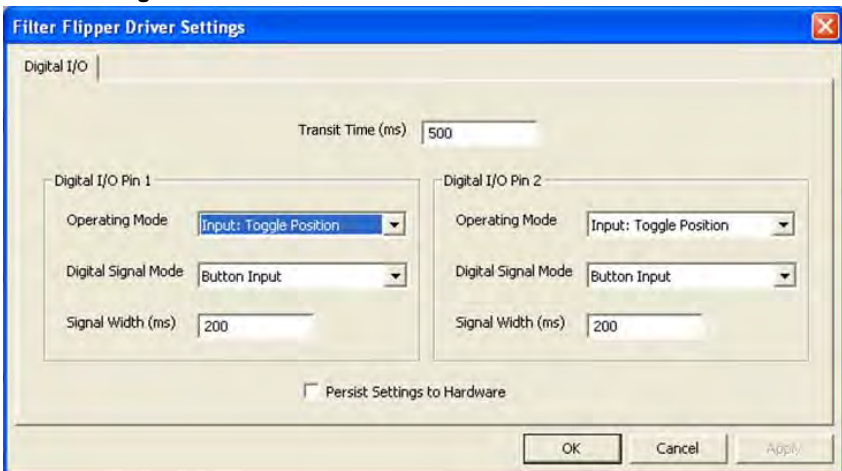 Filter Flipper Driver Settings
Digital I/O
Transit Time (ms) 500
Digital I/O Pin 1
Operating Mode Input: Toggle Position
Digital Signal Mode Button Input
Signal Width (ms) 200
Digital I/O Pin 2
Operating Mode Input: Toggle Position
Digital Signal Mode Button Input
Signal Width (ms) 200
Persist Settings to Hardware
OK Cancel Apply